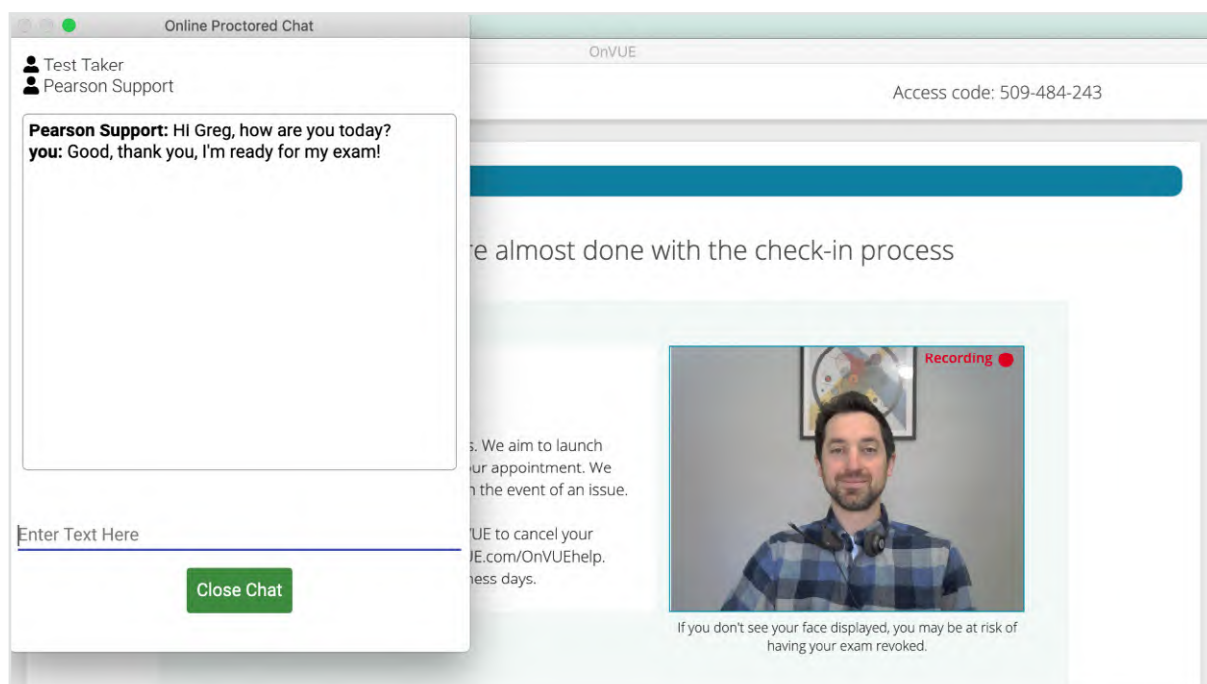 Online Proctored Chat
Test Taker
Pearson Support
Pearson Support: Hi Greg, how are you today?
you: Good, thank you, I'm ready for my exam!
Enter Text Here
Close Chat
OnVUE
Access code: 509-484-243
re almost done with the check-in process
s. We aim to launch
ur appointment. We
n the event of an issue.
UE to cancel your
UE.com/OnVUEhelp.
ness days.
Recording
If you don't see your face displayed, you may be at risk of
having your exam revoked.